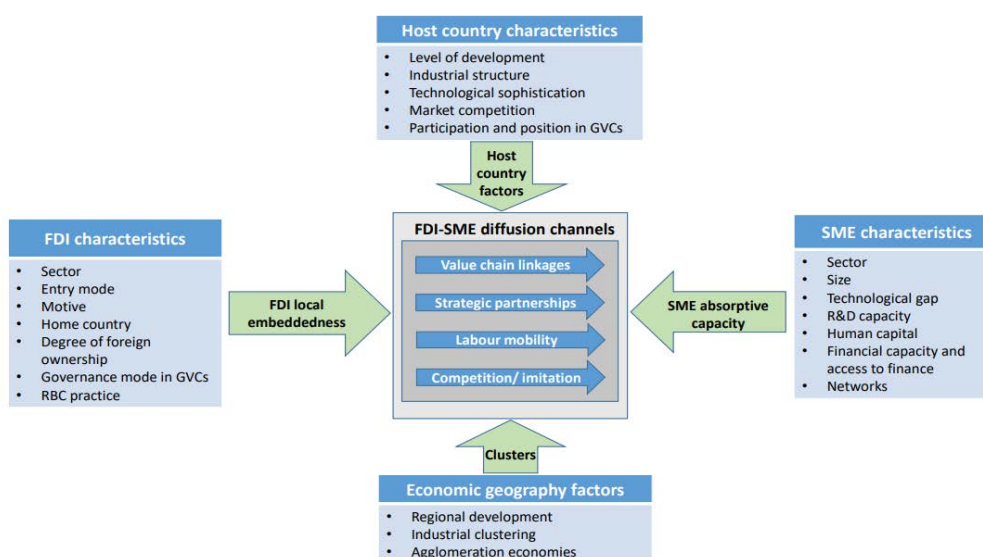 Host country characteristics
• Level of development
• Industrial structure
• Technological sophistication
• Market competition
• Participation and position in GVCs
Host
country
factors
FDI characteristics
• Sector
• Entry mode
• Motive
• Home country
• Degree of foreign
ownership
• Governance mode in GVCs
• RBC practice
FDI local
embeddedness
FDI-SME diffusion channels
Value chain linkages
Strategic partnerships
Labour mobility
Competition/ imitation
SME absorptive
capacity
SME characteristics
• Sector
• Size
• Technological gap
• R&D capacity
• Human capital
• Financial capacity and
access to finance
• Networks
Clusters
Economic geography factors
• Regional development
• Industrial clustering
• Agglomeration economies